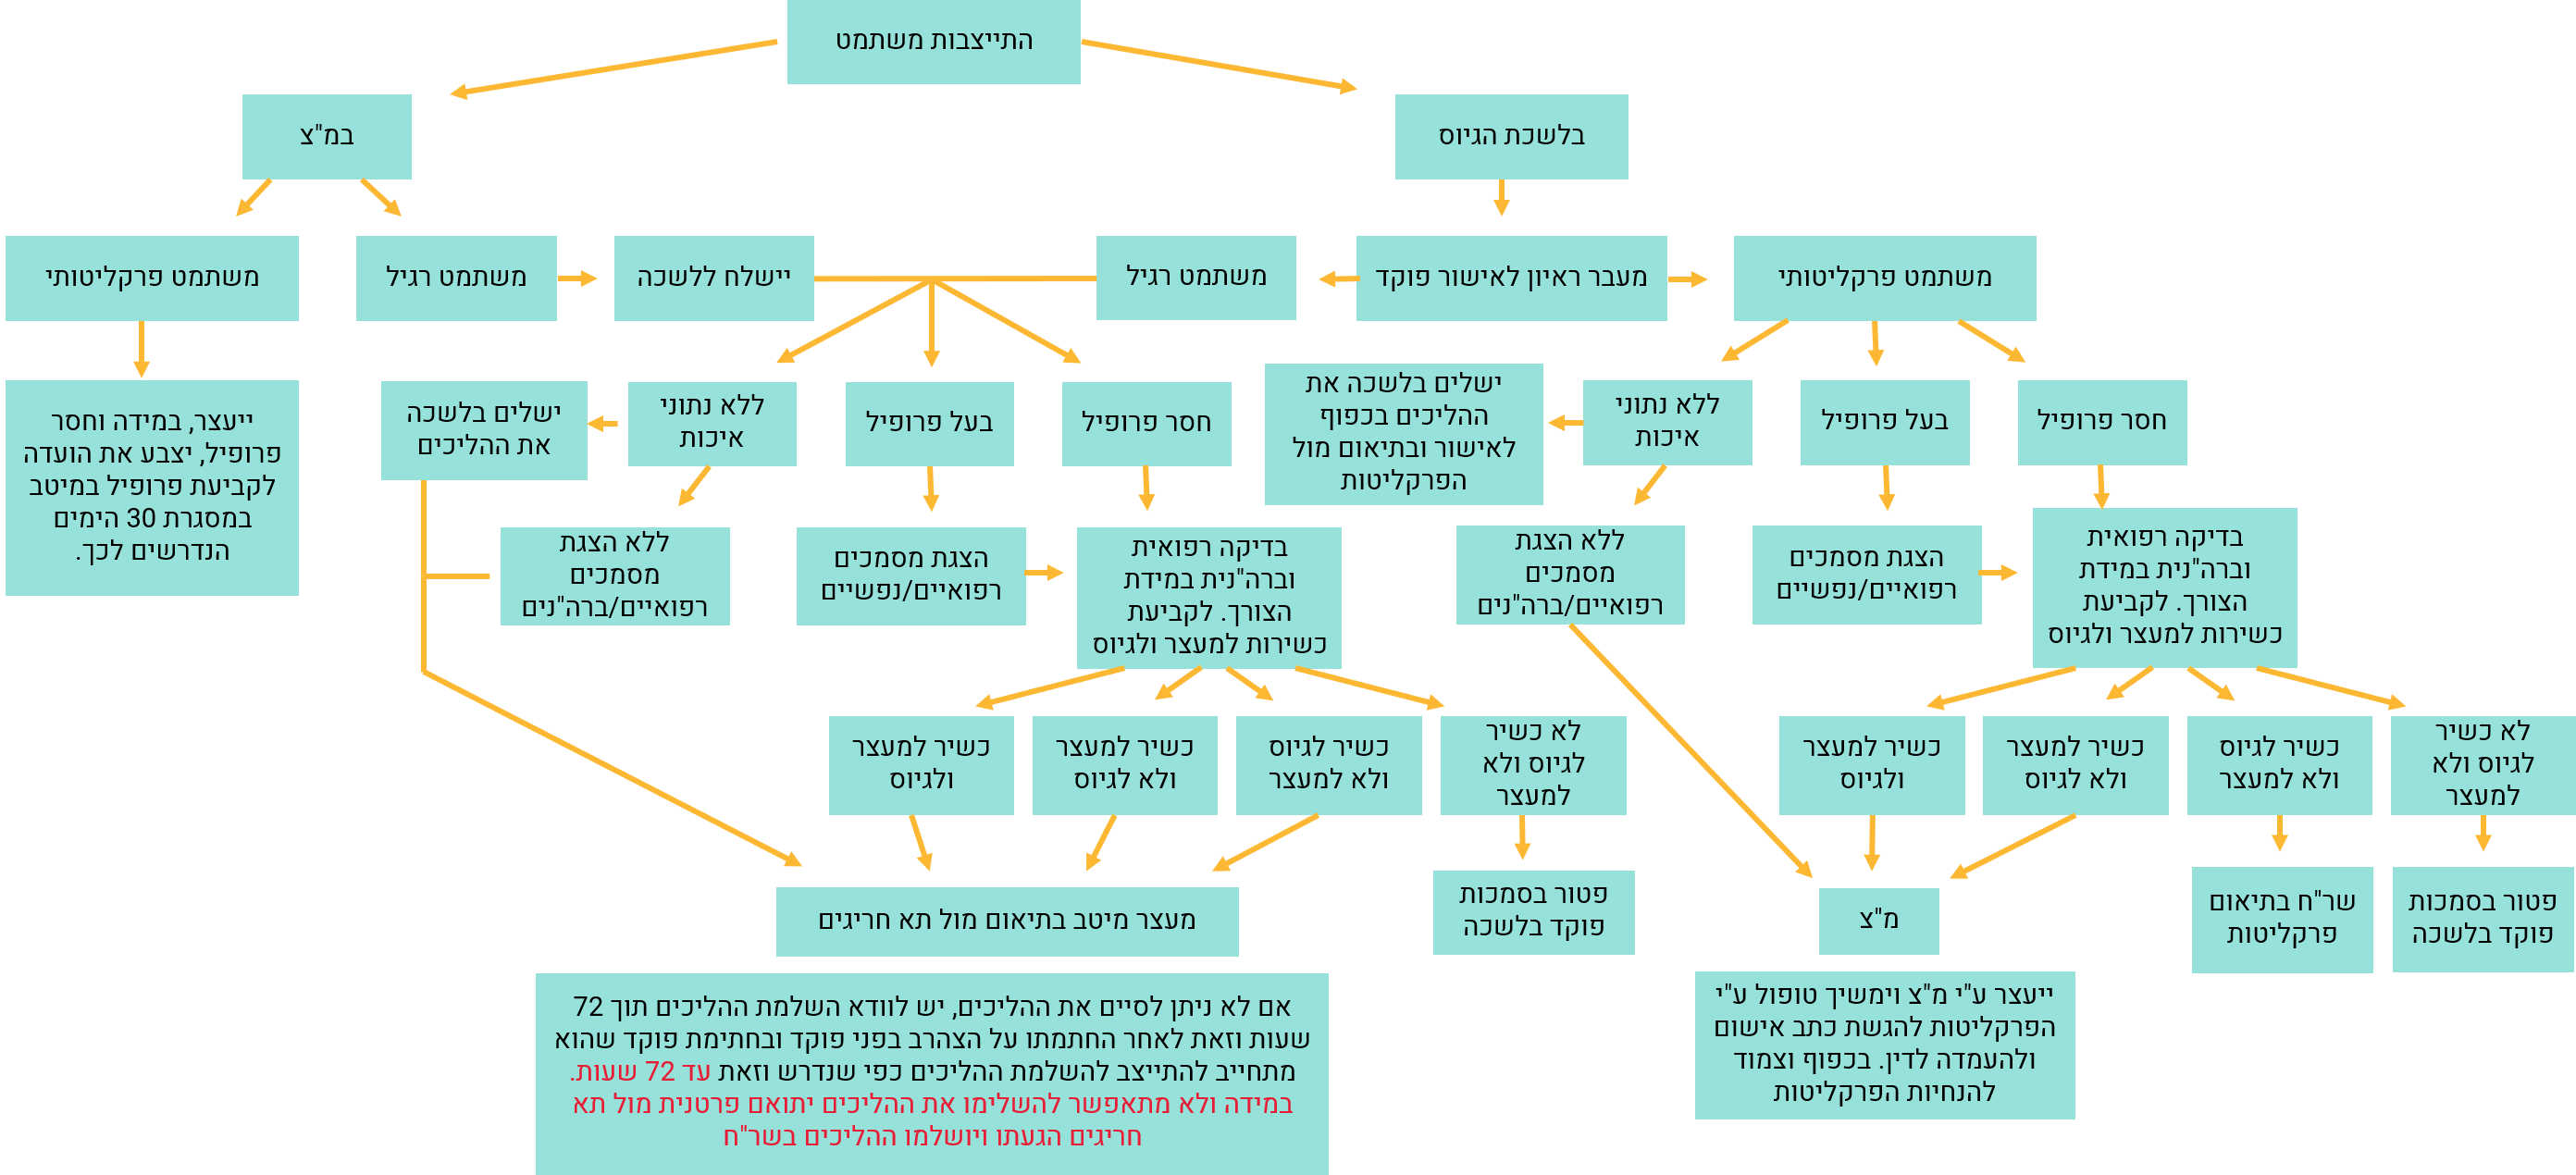 התייצבות משתמט
בלשכת הגיוס
במ"צ
משתמט פרקליטותי
מעבר ראיון לאישור פוקד
משתמט רגיל
יישלח ללשכה
משתמט רגיל
משתמט פרקליטותי
חסר פרופיל
בעל פרופיל
ללא נתוני
איכות
ישלים בלשכה את
ההליכים בכפוף
לאישור ובתיאום מול
הפרקליטות
חסר פרופיל
בעל פרופיל
ללא נתוני
איכות
ישלים בלשכה
את ההליכים
ייעצר, במידה וחסר
פרופיל, יצבע את הועדה
לקביעת פרופיל במיטב
במסגרת 30 הימים
הנדרשים לכך.
בדיקה רפואית
וברה"נית במידת
הצורך. לקביעת
כשירות למעצר ולגיוס
הצגת מסמכים
רפואיים/נפשיים
ללא הצגת
מסמכים
רפואיים/ברה"נים
בדיקה רפואית
וברה"נית במידת
הצורך. לקביעת
כשירות למעצר ולגיוס
הצגת מסמכים
רפואיים/נפשיים
ללא הצגת
מסמכים
רפואיים/ברה"נים
לא כשיר
לגיוס ולא
למעצר
כשיר לגיוס
ולא למעצר
כשיר למעצר
ולא לגיוס
כשיר למעצר
ולגיוס
לא כשיר
לגיוס ולא
למעצר
כשיר לגיוס
ולא למעצר
כשיר למעצר
ולא לגיוס
כשיר למעצר
ולגיוס
פטור בסמכות
פוקד בלשכה
שר"ח בתיאום
פרקליטות
מ"צ
פטור בסמכות
פוקד בלשכה
מעצר מיטב בתיאום מול תא חריגים
ייעצר ע"י מ"צ וימשיך טופול ע"י
הפרקליטות להגשת כתב אישום
ולהעמדה לדין. בכפוף וצמוד
להנחיות הפרקליטות
אם לא ניתן לסיים את ההליכים, יש לוודא השלמת ההליכים תוך 72
שעות וזאת לאחר החתמתו על הצהרב בפני פוקד ובחתימת פוקד שהוא
מתחייב להתייצב להשלמת ההליכים כפי שנדרש וזאת עד 72 שעות.
במידה ולא מתאפשר להשלימו את ההליכים יתואם פרטנית מול תא
חריגים הגעתו ויושלמו ההליכים בשר"ח